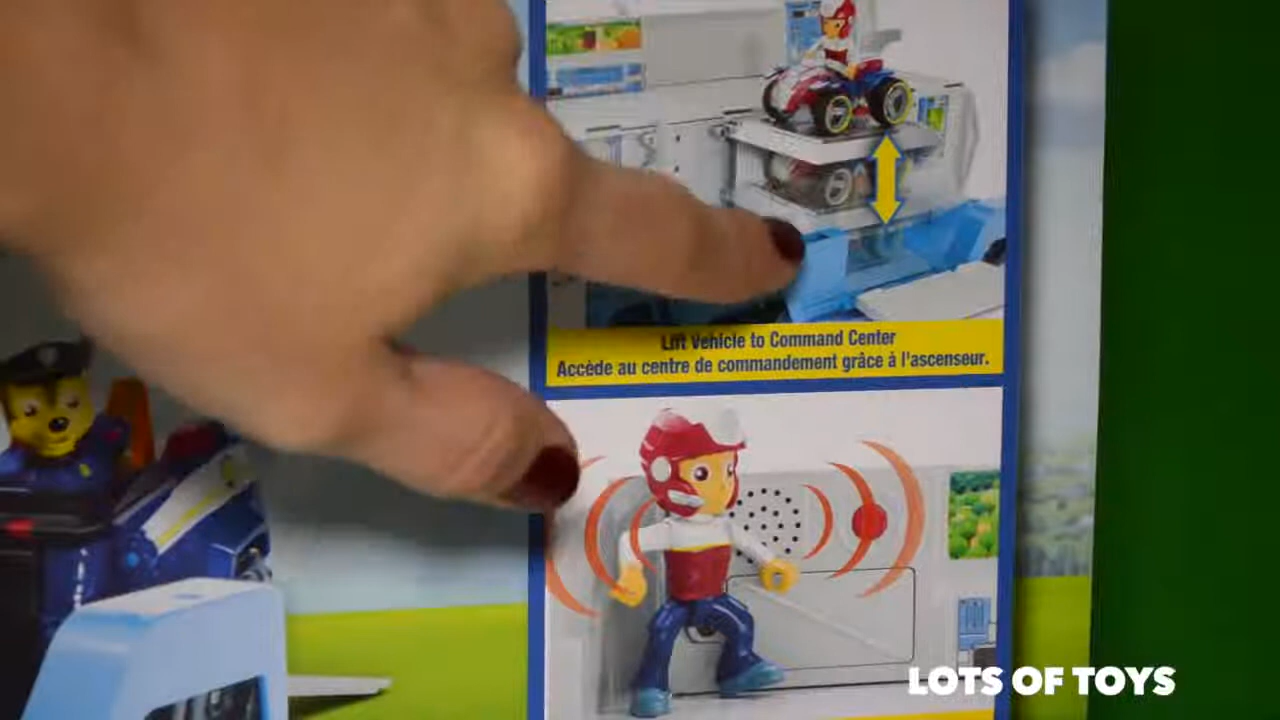 Lift Vehicle to Command Center
Accède au centre de commandement grâce à l'ascenseur.
LOTS OF TOYS